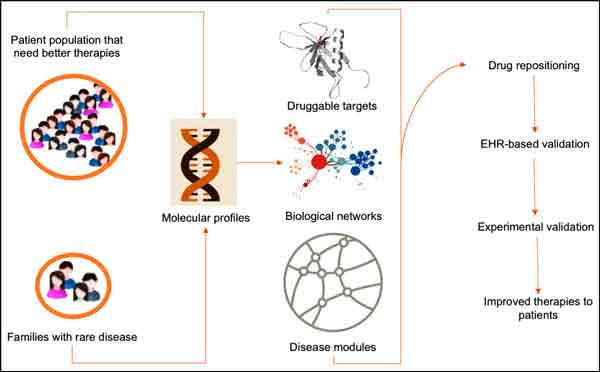 Patient population that
need better therapies
Families with rare disease
Molecular profiles
Druggable targets
Biological networks
Disease modules
Drug repositioning
EHR-based validation
Experimental validation
Improved therapies to
patients